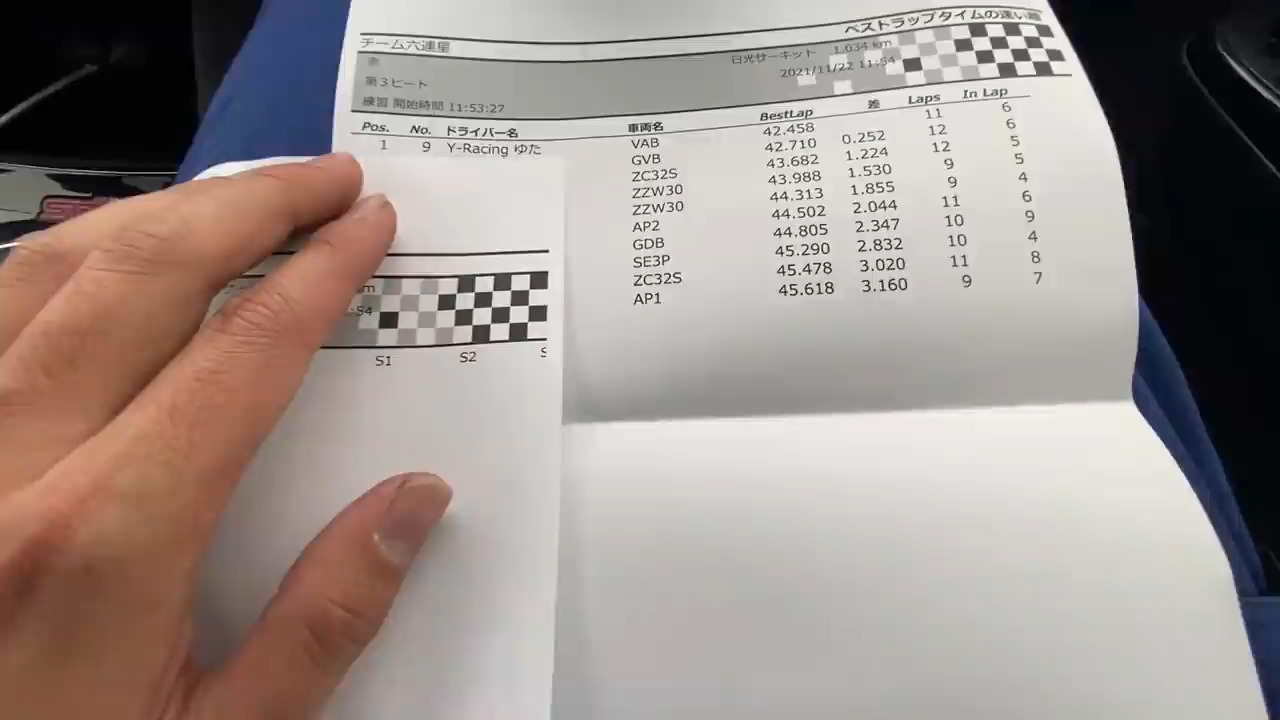 ベストラップタイムの速い順
チーム六連星
赤
日光サーキット 1.034 km
第３ヒート
2021/11/22 11:54
練習 開始時間 11:53:27
Pos. No. ドライバー名 車両名 BestLap 差 Laps In Lap
1 9 Y-Racing ゆた VAB 42.458 11 6
GVB 42.710 0.252 12 6
ZC32S 43.682 1.224 12 5
ZZW30 43.988 1.530 9 5
ZZW30 44.313 1.855 9 4
AP2 44.502 2.044 11 6
GDB 44.805 2.347 10 9
SE3P 45.290 2.832 10 4
ZC32S 45.478 3.020 11 8
AP1 45.618 3.160 9 7
m
:54
S1 S2 S